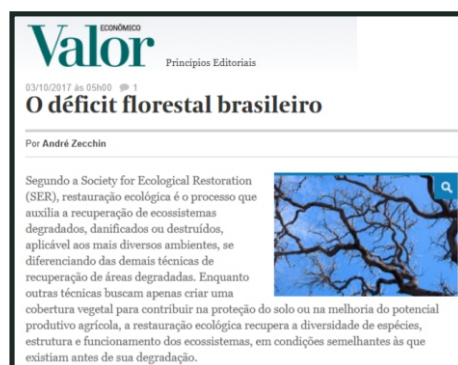 ECONÔMICO
Valor
Princípios Editoriais
03/10/2017 às 05h00 1
O déficit florestal brasileiro
Por André Zecchin
Segundo a Society for Ecological Restoration
(SER), restauração ecológica é o processo que
auxilia a recuperação de ecossistemas
degradados, danificados ou destruídos,
aplicável aos mais diversos ambientes, se
diferenciando das demais técnicas de
recuperação de áreas degradadas. Enquanto
outras técnicas buscam apenas criar uma
cobertura vegetal para contribuir na proteção do solo ou na melhoria do potencial
produtivo agrícola, a restauração ecológica recupera a diversidade de espécies,
estrutura e funcionamento dos ecossistemas, em condições semelhantes às que
existiam antes de sua degradação.